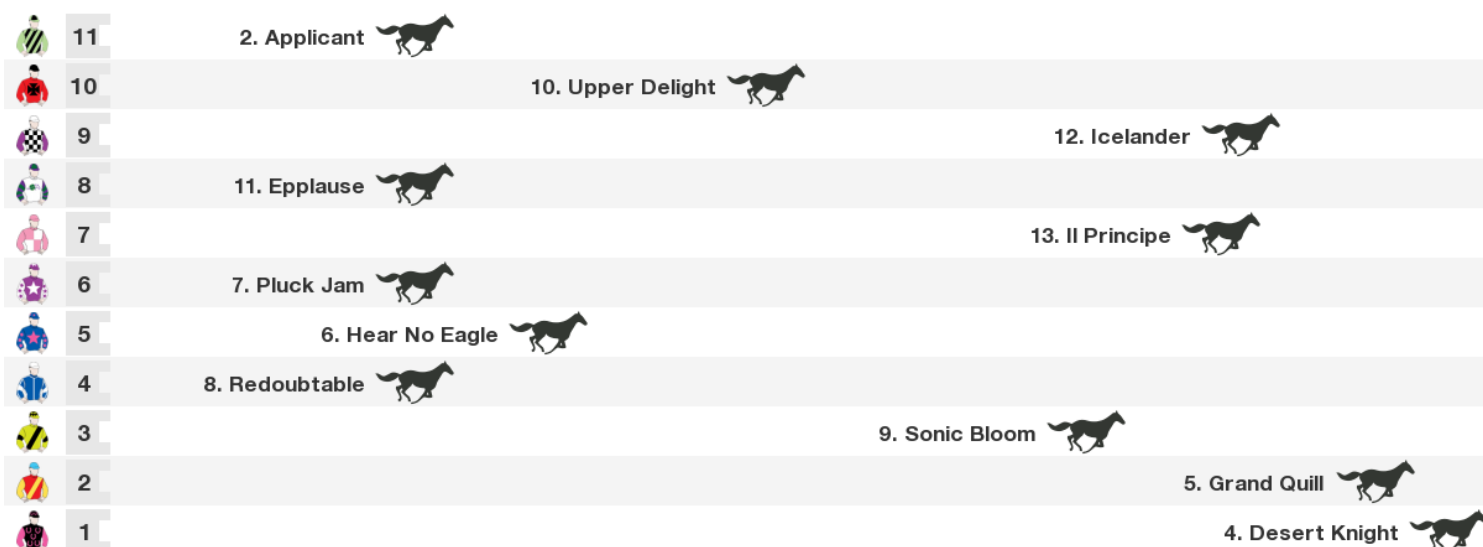 11 2. Applicant
10 10. Upper Delight
9 12. Icelander
8 11. Epplause
7 13. Il Principe
6 7. Pluck Jam
5 6. Hear No Eagle
4 8. Redoubtable
3 9. Sonic Bloom
2 5. Grand Quill
1 4. Desert Knight